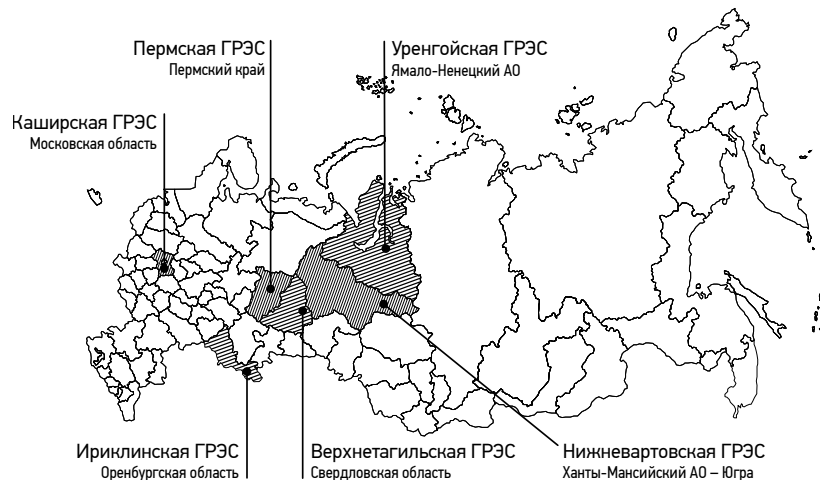 Пермская ГРЭС
Пермский край
Уренгойская ГРЭС
Ямало-Ненецкий АО
Каширская ГРЭС
Московская область
Ириклинская ГРЭС
Оренбургская область
Верхнетагильская ГРЭС
Свердловская область
Нижневартовская ГРЭС
Ханты-Мансийский АО – Югра